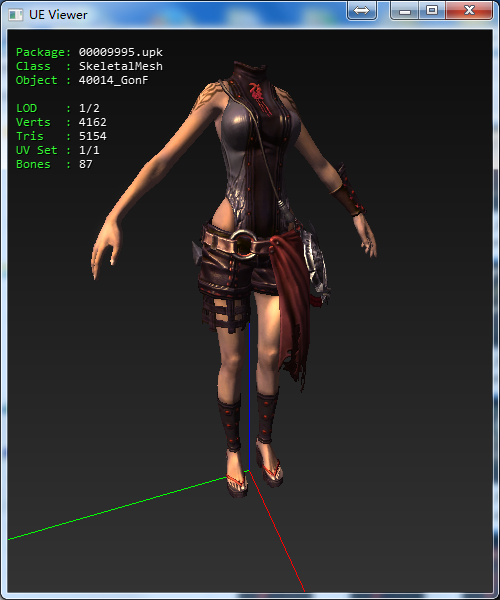 UE Viewer
Package: 00009995.upk
Class : SkeletalMesh
Object : 40014_GonF
LOD : 1/2
Verts : 4162
Tris : 5154
UV Set : 1/1
Bones : 87